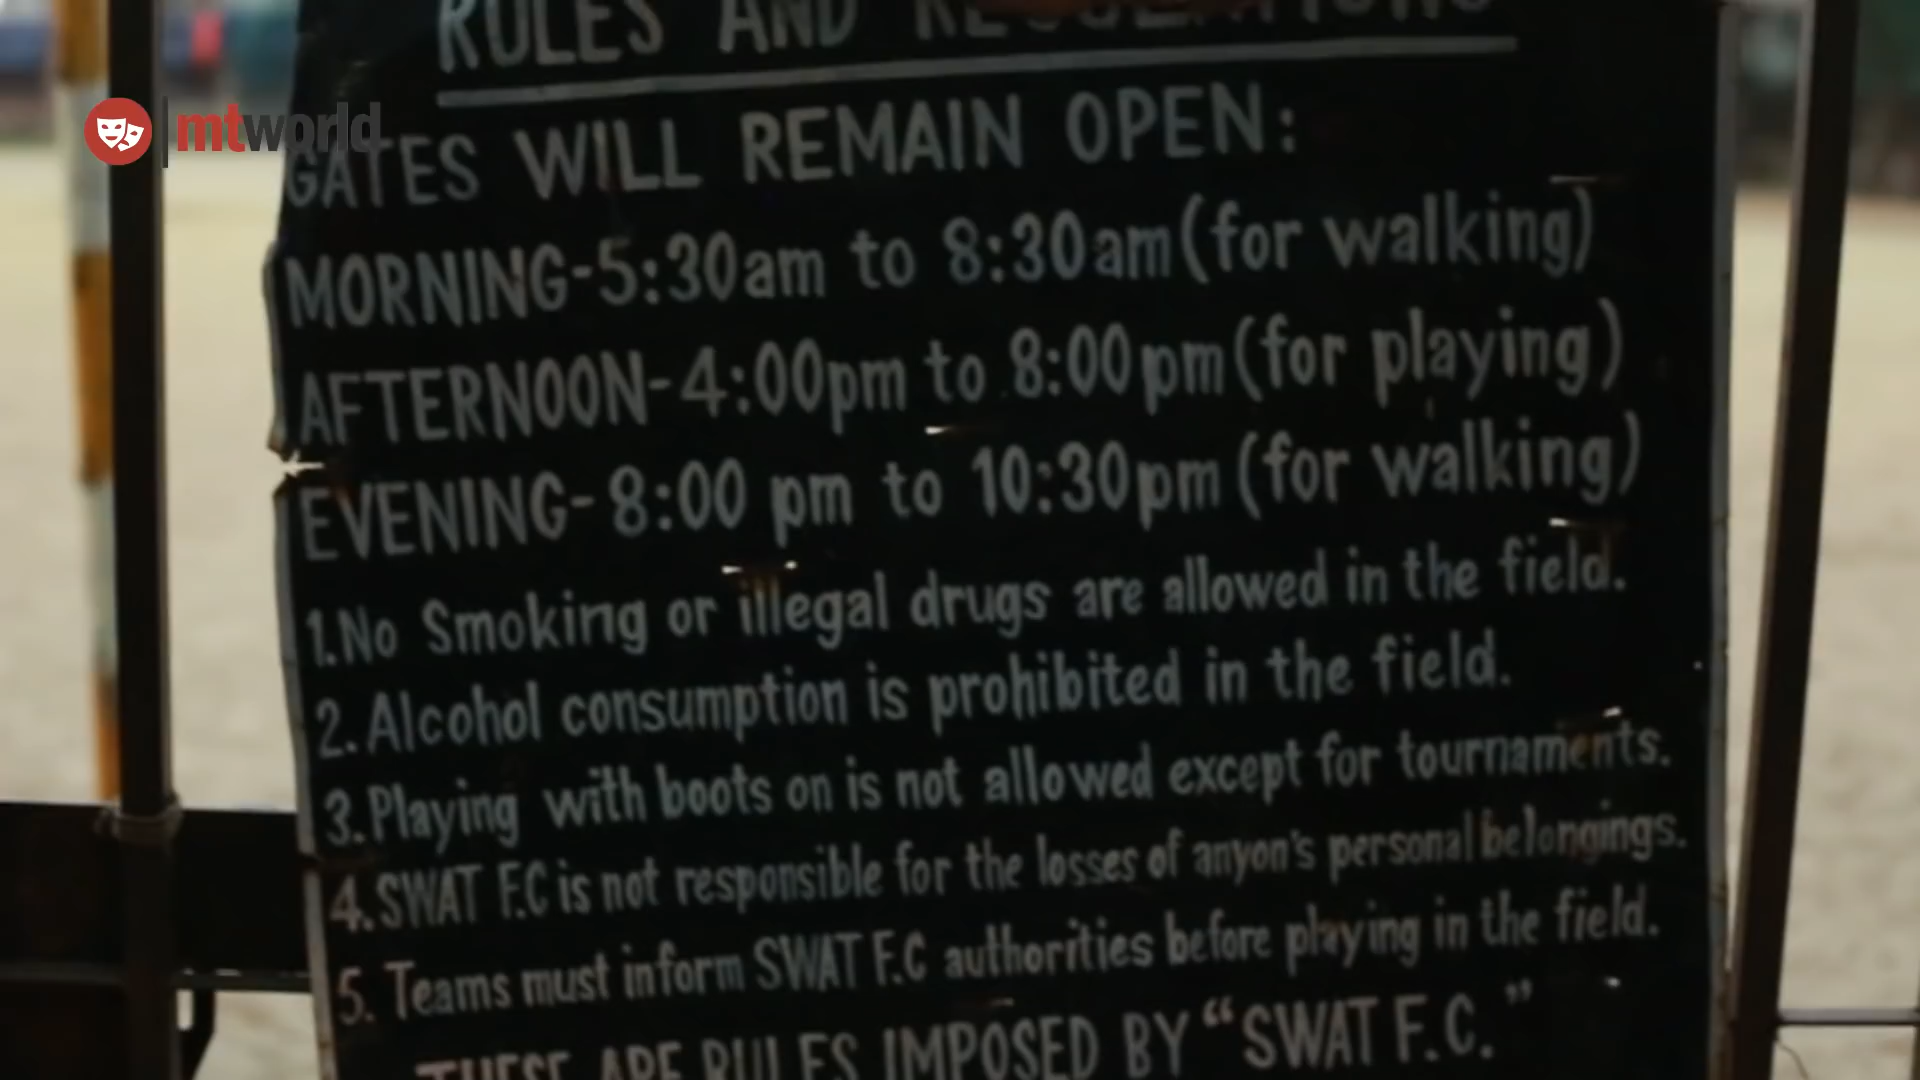 RULES AND REGULATIONS
mtworld
GATES WILL REMAIN OPEN:
MORNING-5:30am to 8:30am(for walking)
AFTERNOON-4:00pm to 8:00pm(for playing)
EVENING-8:00 pm to 10:30pm(for walking)
1.No Smoking or illegal drugs are allowed in the field.
2.Alcohol consumption is prohibited in the field.
3.Playing with boots on is not allowed except for tournaments.
4.SWAT F.C is not responsible for the losses of anyon's personal belongings.
5. Teams must inform SWAT F.C authorities before playing in the field.
THESE ARE RULES IMPOSED BY "SWAT F.C."